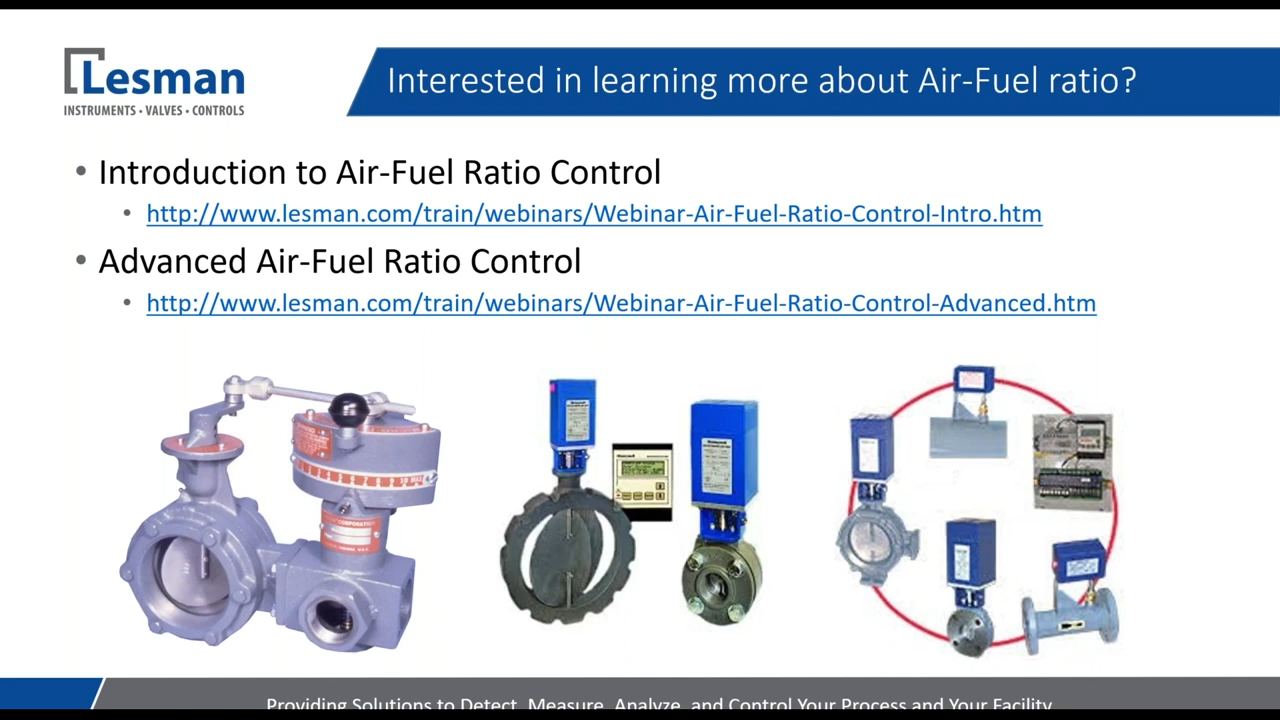 Lesman
INSTRUMENTS • VALVES • CONTROLS
Interested in learning more about Air-Fuel ratio?
• Introduction to Air-Fuel Ratio Control
• http://www.lesman.com/train/webinars/Webinar-Air-Fuel-Ratio-Control-Intro.htm
• Advanced Air-Fuel Ratio Control
• http://www.lesman.com/train/webinars/Webinar-Air-Fuel-Ratio-Control-Advanced.htm
Honeywell
Honeywell
CORPORATION
Providing Solutions to Detect, Measure, Analyze, and Control Your Process and Your Facility